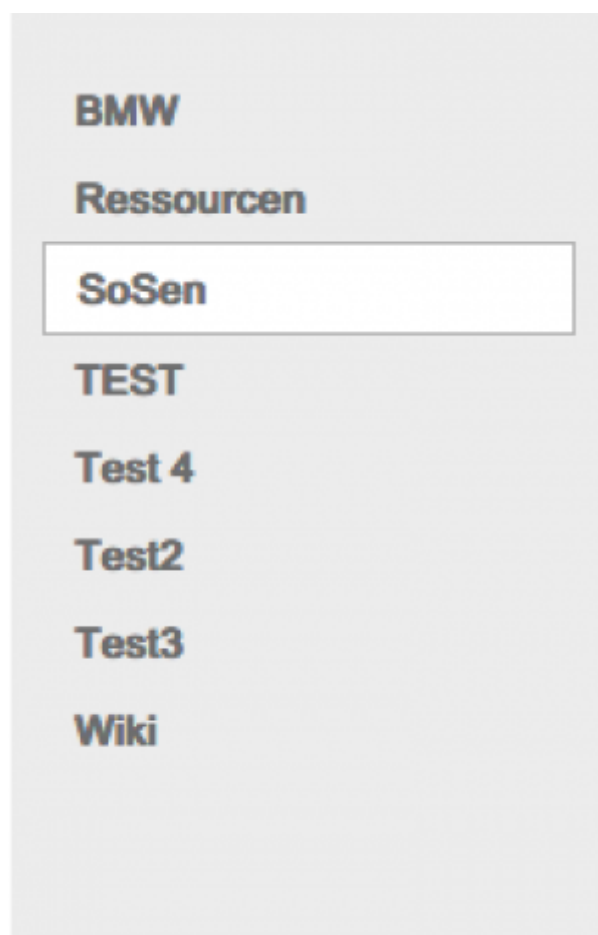 BMW
Ressourcen
SoSen
TEST
Test 4
Test2
Test3
Wiki